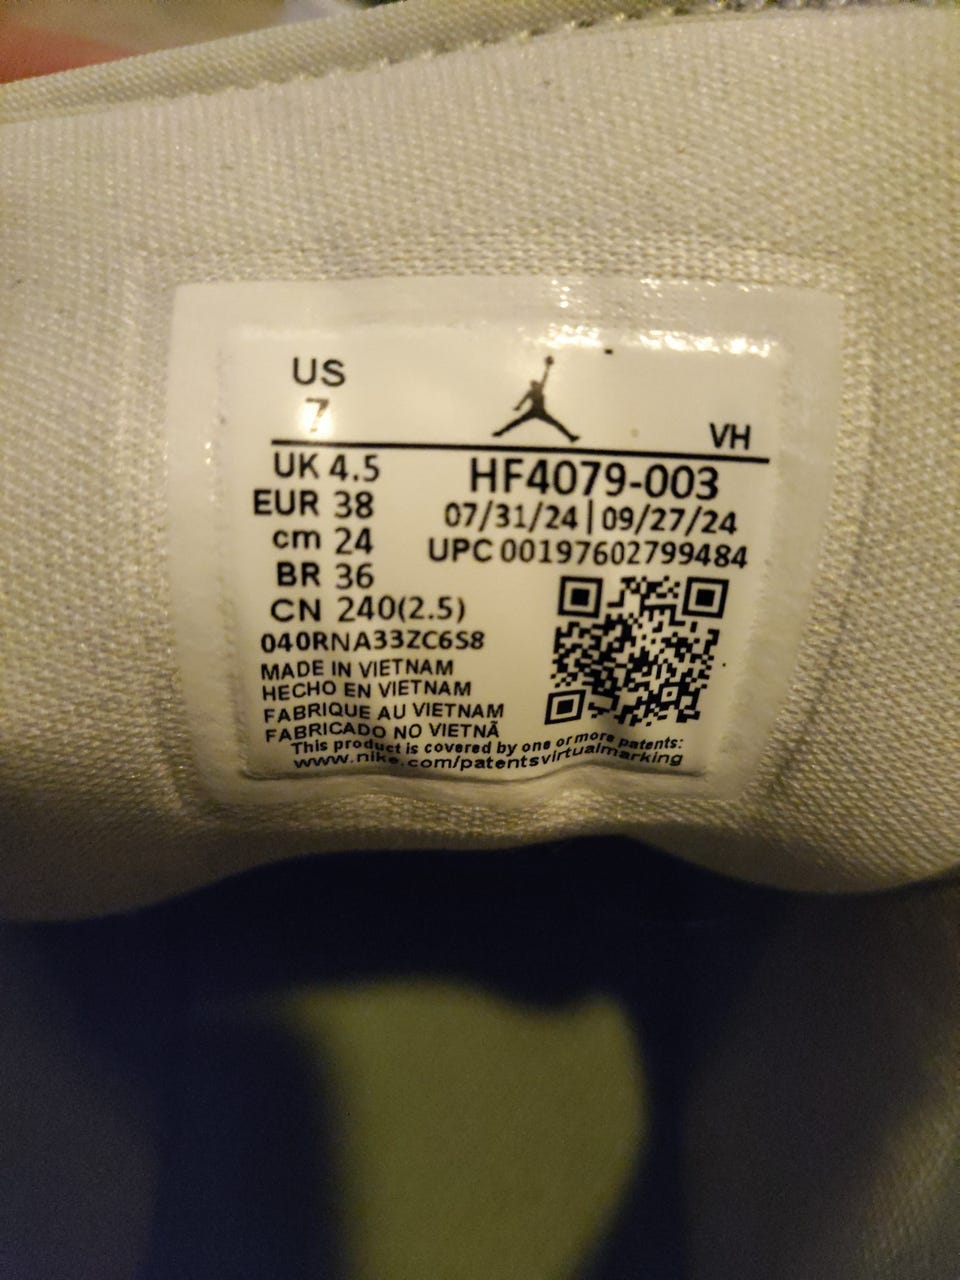 US
7
VH
UK 4.5
EUR 38
cm 24
BR 36
CN 240(2.5)
HF4079-003
07/31/24 | 09/27/24
UPC 00197602799484
040RNA33ZC6S8
MADE IN VIETNAM
HECHO EN VIETNAM
FABRIQUE AU VIETNAM
FABRICADO NO VIETNÃ
This product is covered by one or more patents:
www.nike.com/patentsvirtualmarking